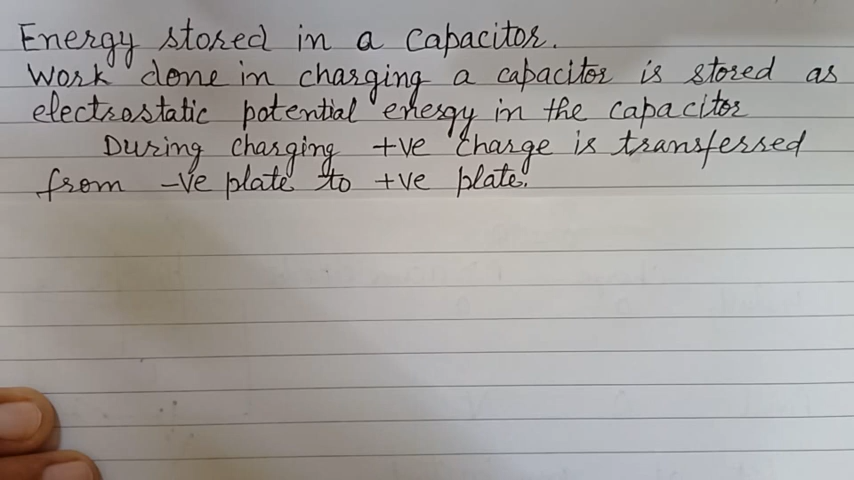 Energy stored in a capacitor.
Work done in charging a capacitor is stored as
electrostatic potential energy in the capacitor
During charging +ve charge is transferred
from -ve plate to +ve plate.